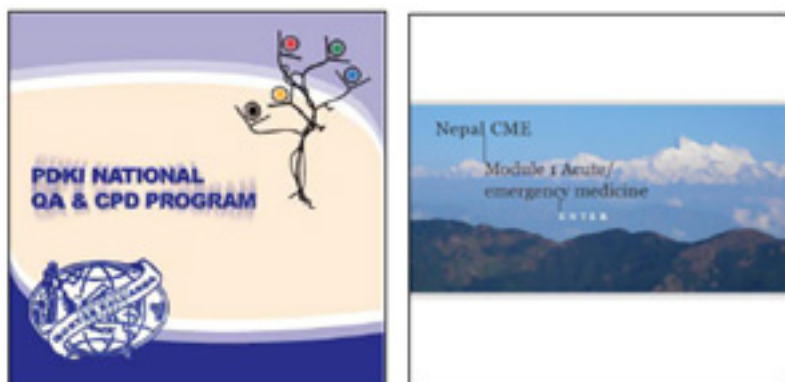 PDKI NATIONAL
QA & CPD PROGRAM
Nepal CME
Module 1 Acute/
emergency medicine
ENTER